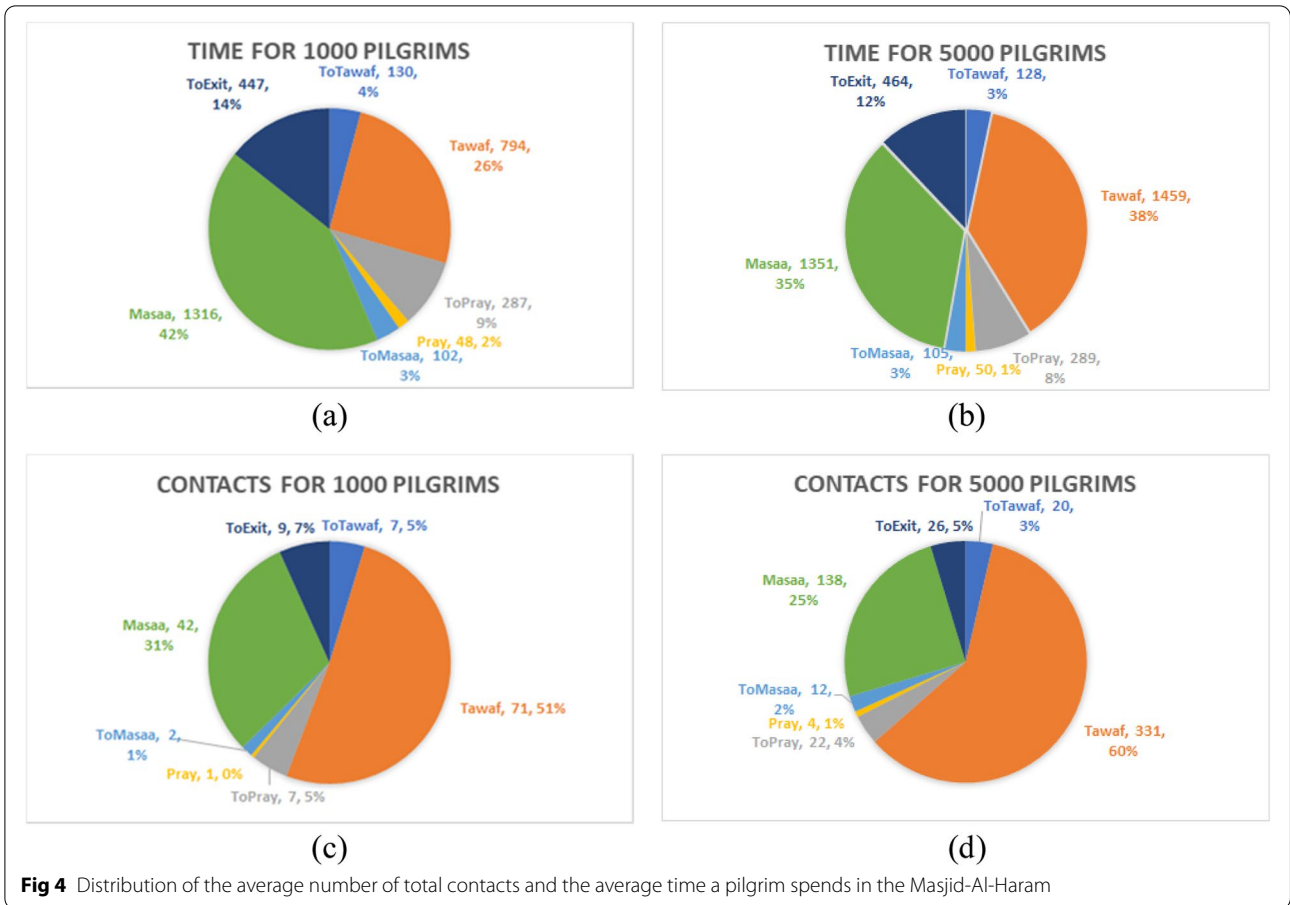 TIME FOR 1000 PILGRIMS
ToExit, 447,
14%
ToTawaf, 130,
4%
Tawaf, 794,
26%
ToPray, 287,
9%
Pray, 48, 2%
ToMasaa, 102,
3%
Masaa, 1316,
42%
(a)
TIME FOR 5000 PILGRIMS
ToExit, 464,
12%
ToTawaf, 128,
3%
Tawaf, 1459,
38%
Masaa, 1351,
35%
ToMasaa, 105,
3%
Pray, 50, 1%
ToPray, 289,
8%
(b)
CONTACTS FOR 1000 PILGRIMS
ToExit, 9, 7%
ToTawaf, 7, 5%
Masaa, 42,
31%
Tawaf, 71, 51%
ToMasaa, 2,
1%
Pray, 1, 0%
ToPray, 7, 5%
(c)
CONTACTS FOR 5000 PILGRIMS
ToExit, 26, 5%
ToTawaf, 20,
3%
Masaa, 138,
25%
ToMasaa, 12,
2%
Pray, 4, 1%
ToPray, 22, 4%
Tawaf, 331,
60%
(d)
Fig 4 Distribution of the average number of total contacts and the average time a pilgrim spends in the Masjid-Al-Haram